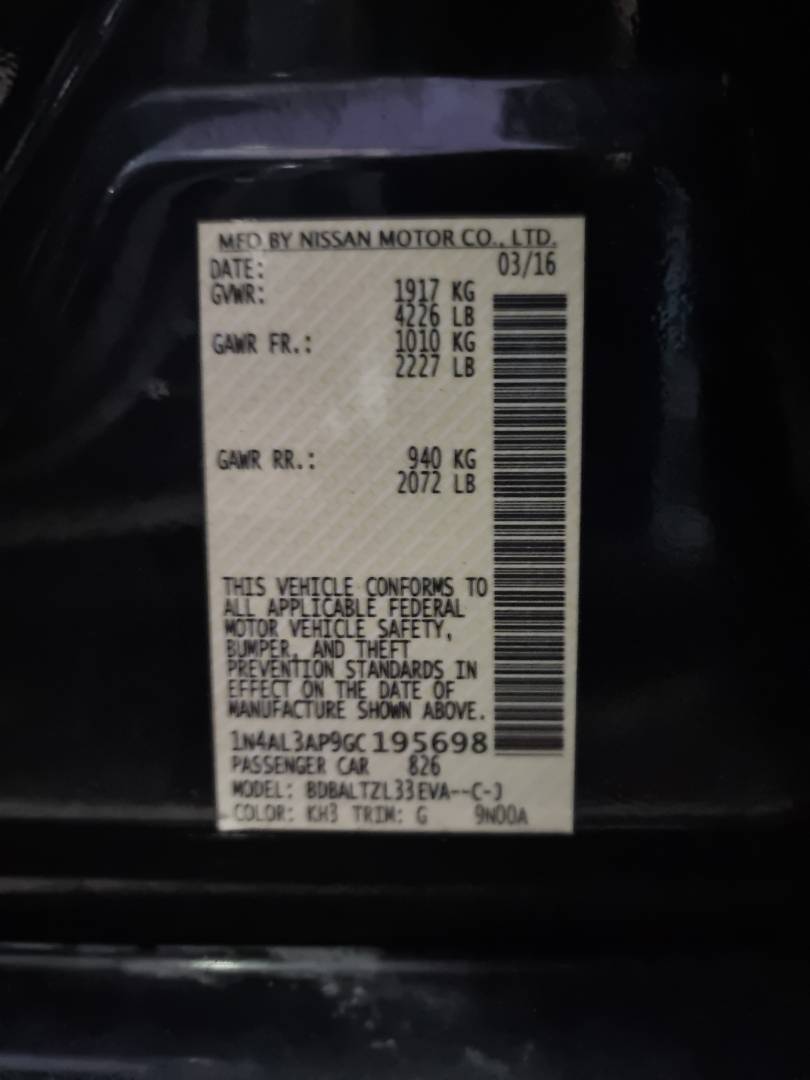 MFD BY NISSAN MOTOR CO., LTD.
DATE: 03/16
GVWR: 1917 KG
4226 LB
GAWR FR.: 1010 KG
2227 LB
GAWR RR.: 940 KG
2072 LB
THIS VEHICLE CONFORMS TO
ALL APPLICABLE FEDERAL
MOTOR VEHICLE SAFETY,
BUMPER, AND THEFT
PREVENTION STANDARDS IN
EFFECT ON THE DATE OF
MANUFACTURE SHOWN ABOVE.
1N4AL3AP9GC195698
PASSENGER CAR 826
MODEL: BDBALTZL33EVA--C-J
COLOR: KH3 TRIM: G 9N00A